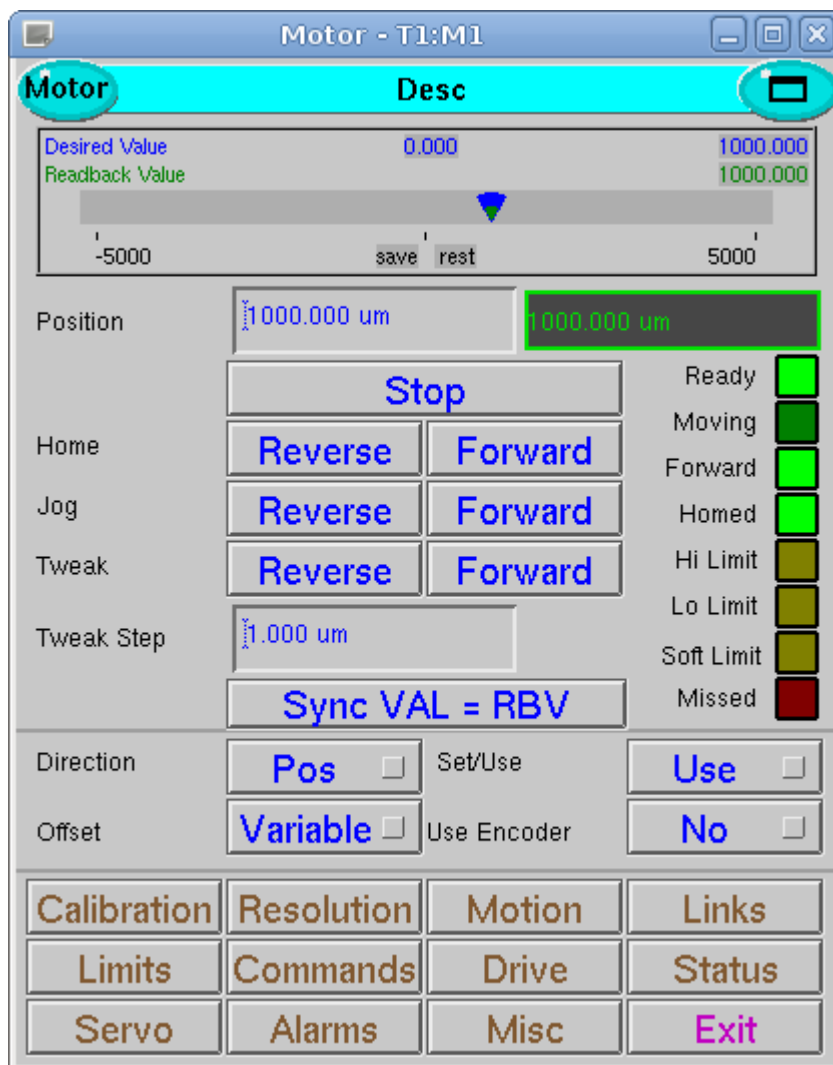 Motor - T1:M1
Motor Desc
Desired Value 0.000 1000.000
Readback Value 1000.000
-5000 save rest 5000
Position 1000.000 um 1000.000 um
Stop Ready
Moving
Home Reverse Forward Forward
Jog Reverse Forward Homed
Tweak Reverse Forward Hi Limit
Lo Limit
Tweak Step 1.000 um Soft Limit
Sync VAL = RBV Missed
Direction Pos Set/Use Use
Offset Variable Use Encoder No
Calibration Resolution Motion Links
Limits Commands Drive Status
Servo Alarms Misc Exit